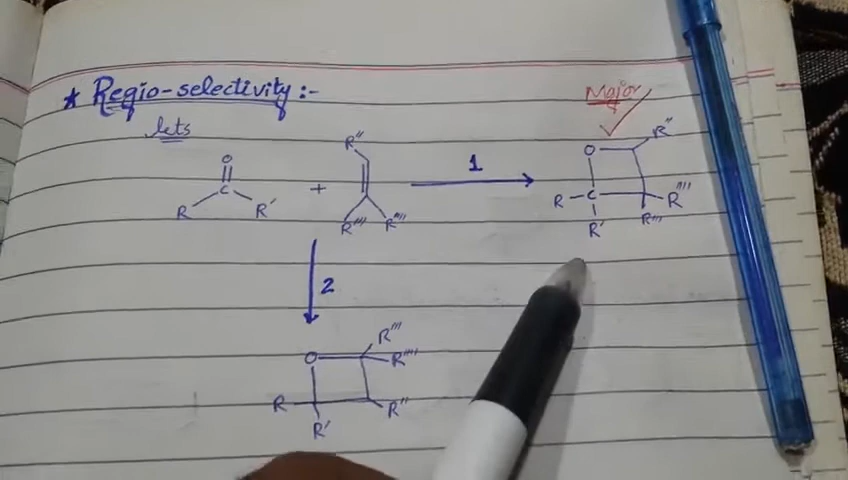 * Regio-selectivity :-
Major
lets
O
R''
O
R''
C
R
R'
+
1
R
C
R''''
R''''
R''''
R'
R'''
2
R'''
O
R''''
R
R''
R'